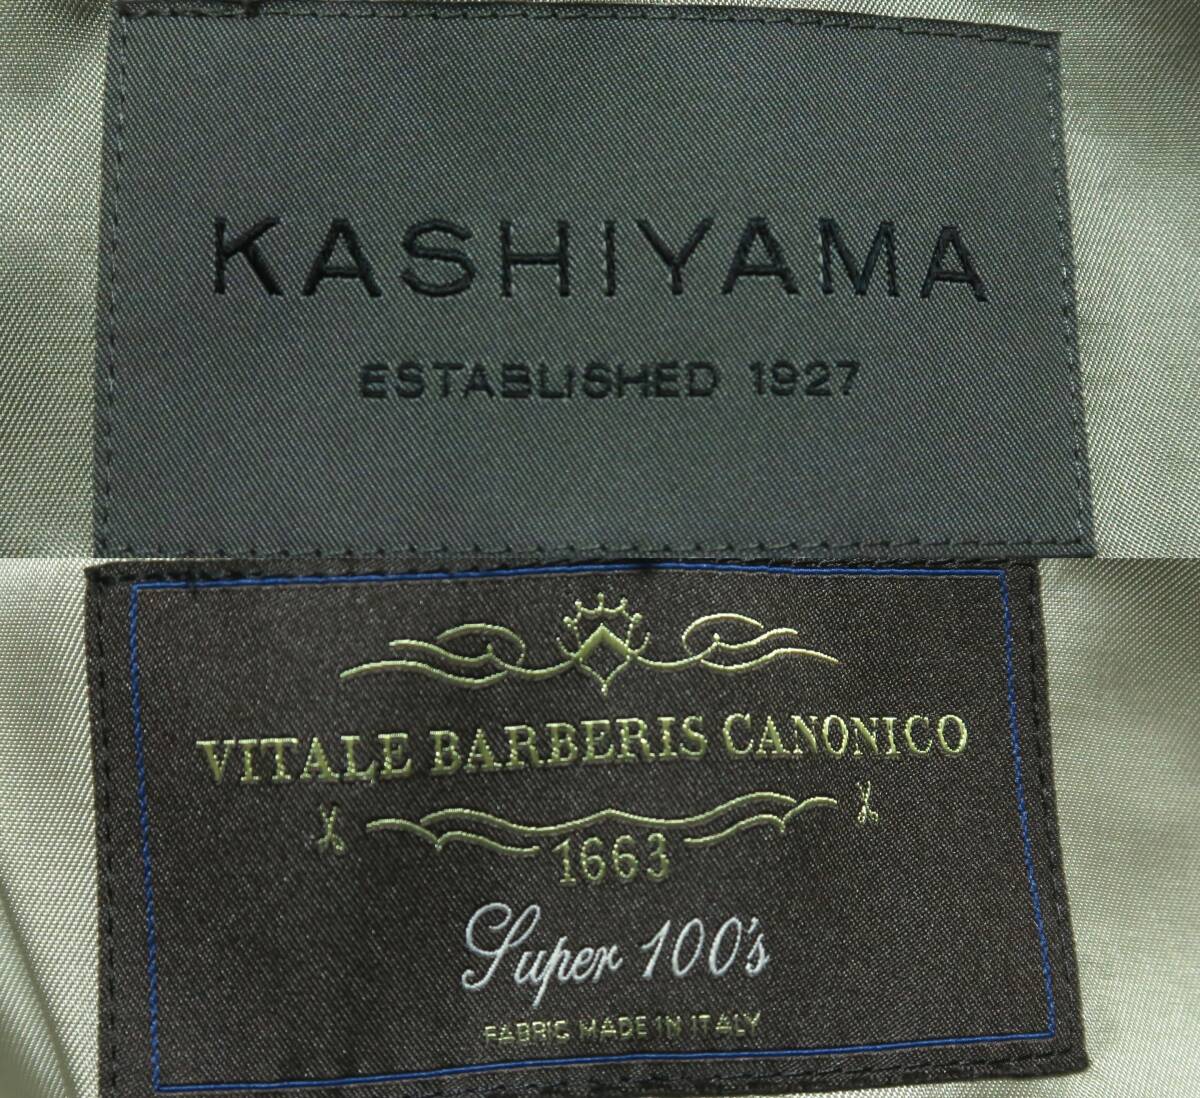 KASHIYAMA
ESTABLISHED 1927
VITALE BARBERIS CANONICO
1663
Super 100's
FABRIC MADE IN ITALY